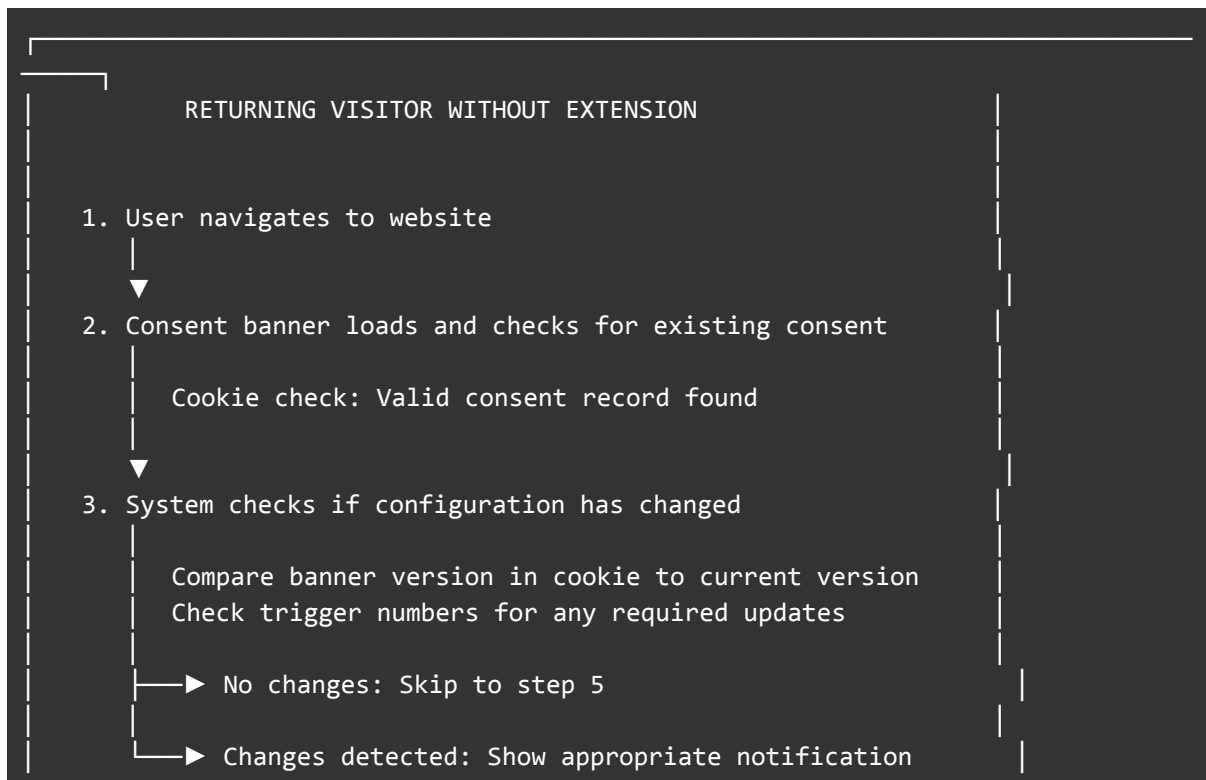 RETURNING VISITOR WITHOUT EXTENSION
1. User navigates to website
▼
2. Consent banner loads and checks for existing consent
Cookie check: Valid consent record found
▼
3. System checks if configuration has changed
Compare banner version in cookie to current version
Check trigger numbers for any required updates
├──► No changes: Skip to step 5
└──► Changes detected: Show appropriate notification